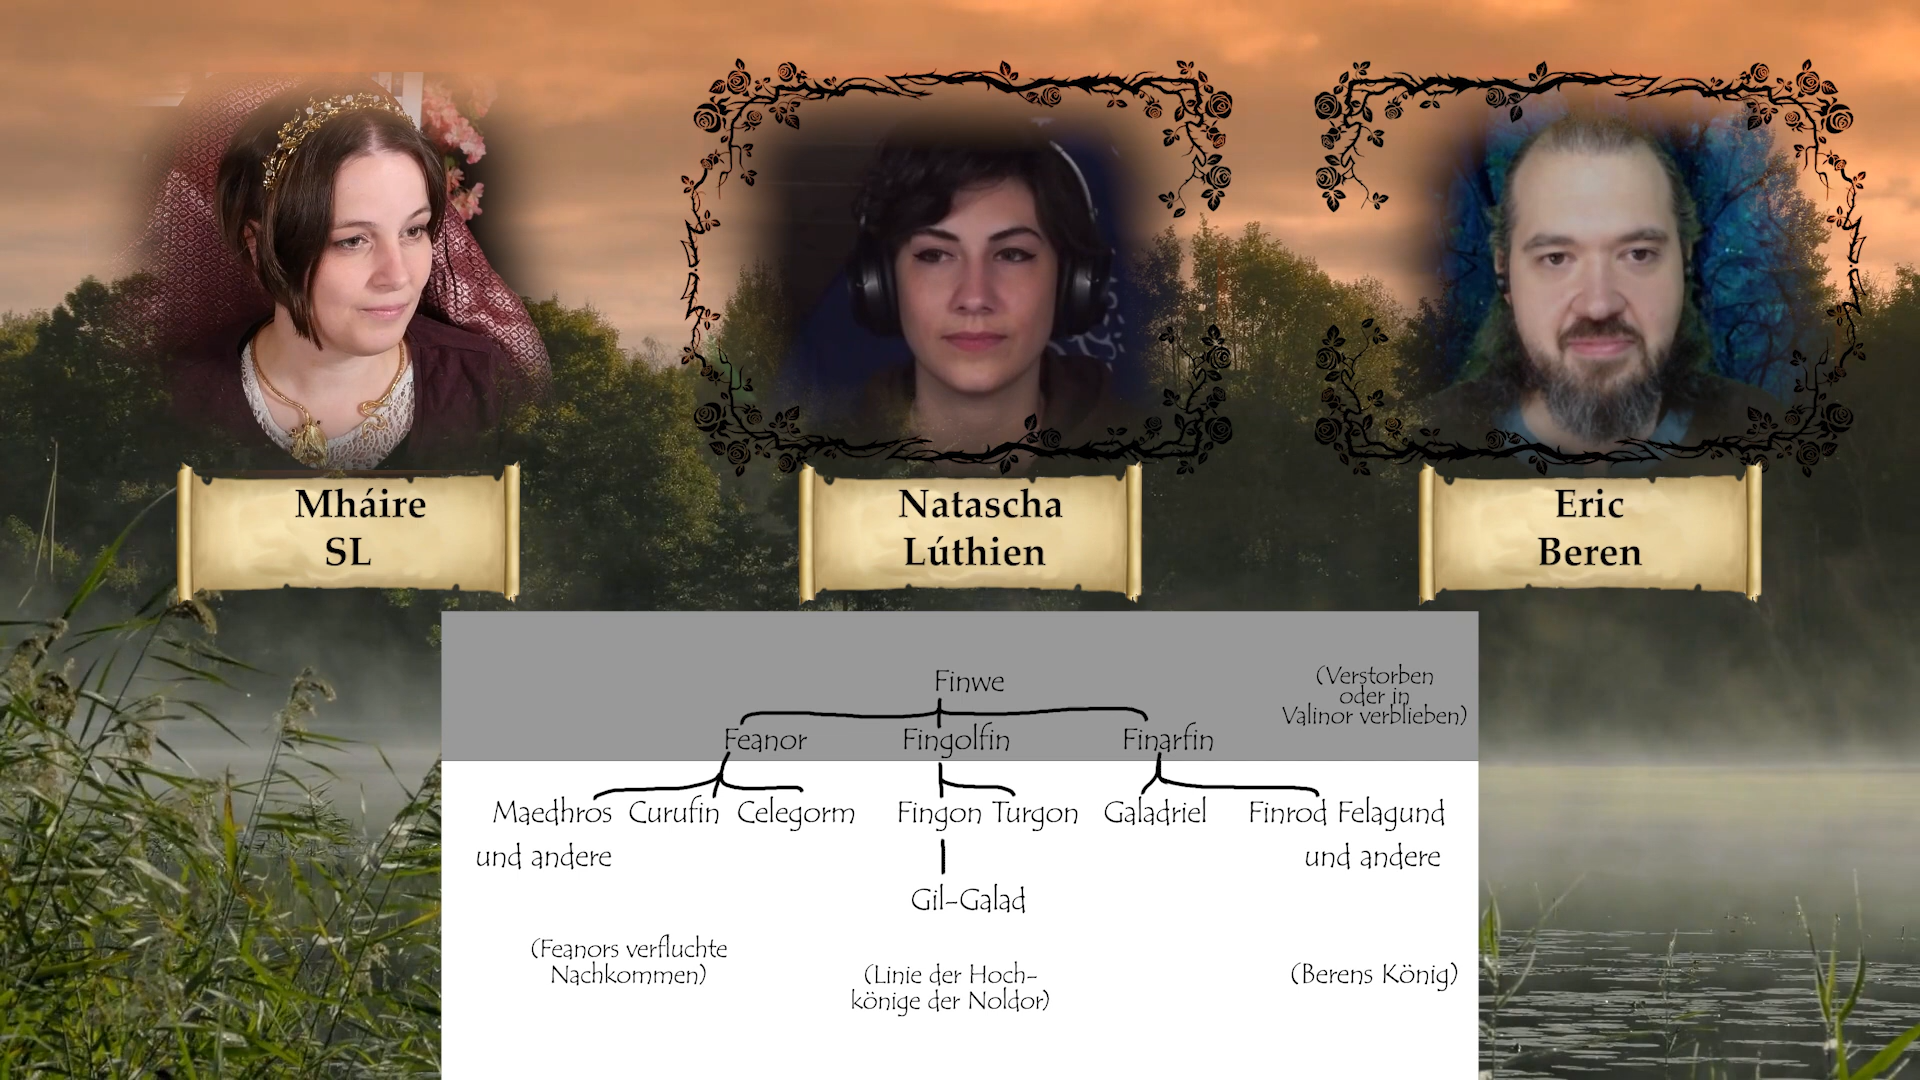 Mháire
SL
Natascha
Lúthien
Eric
Beren
Finwe
(Verstorben
oder in
Valinor verblieben)
Feanor Fingolfin Finarfin
Maedhros Curufin Celegorm Fingon Turgon Galadriel Finrod Felagund
und andere und andere
Gil-Galad
(Feanors verfluchte
Nachkommen)
(Linie der Hoch-
könige der Noldor)
(Berens König)